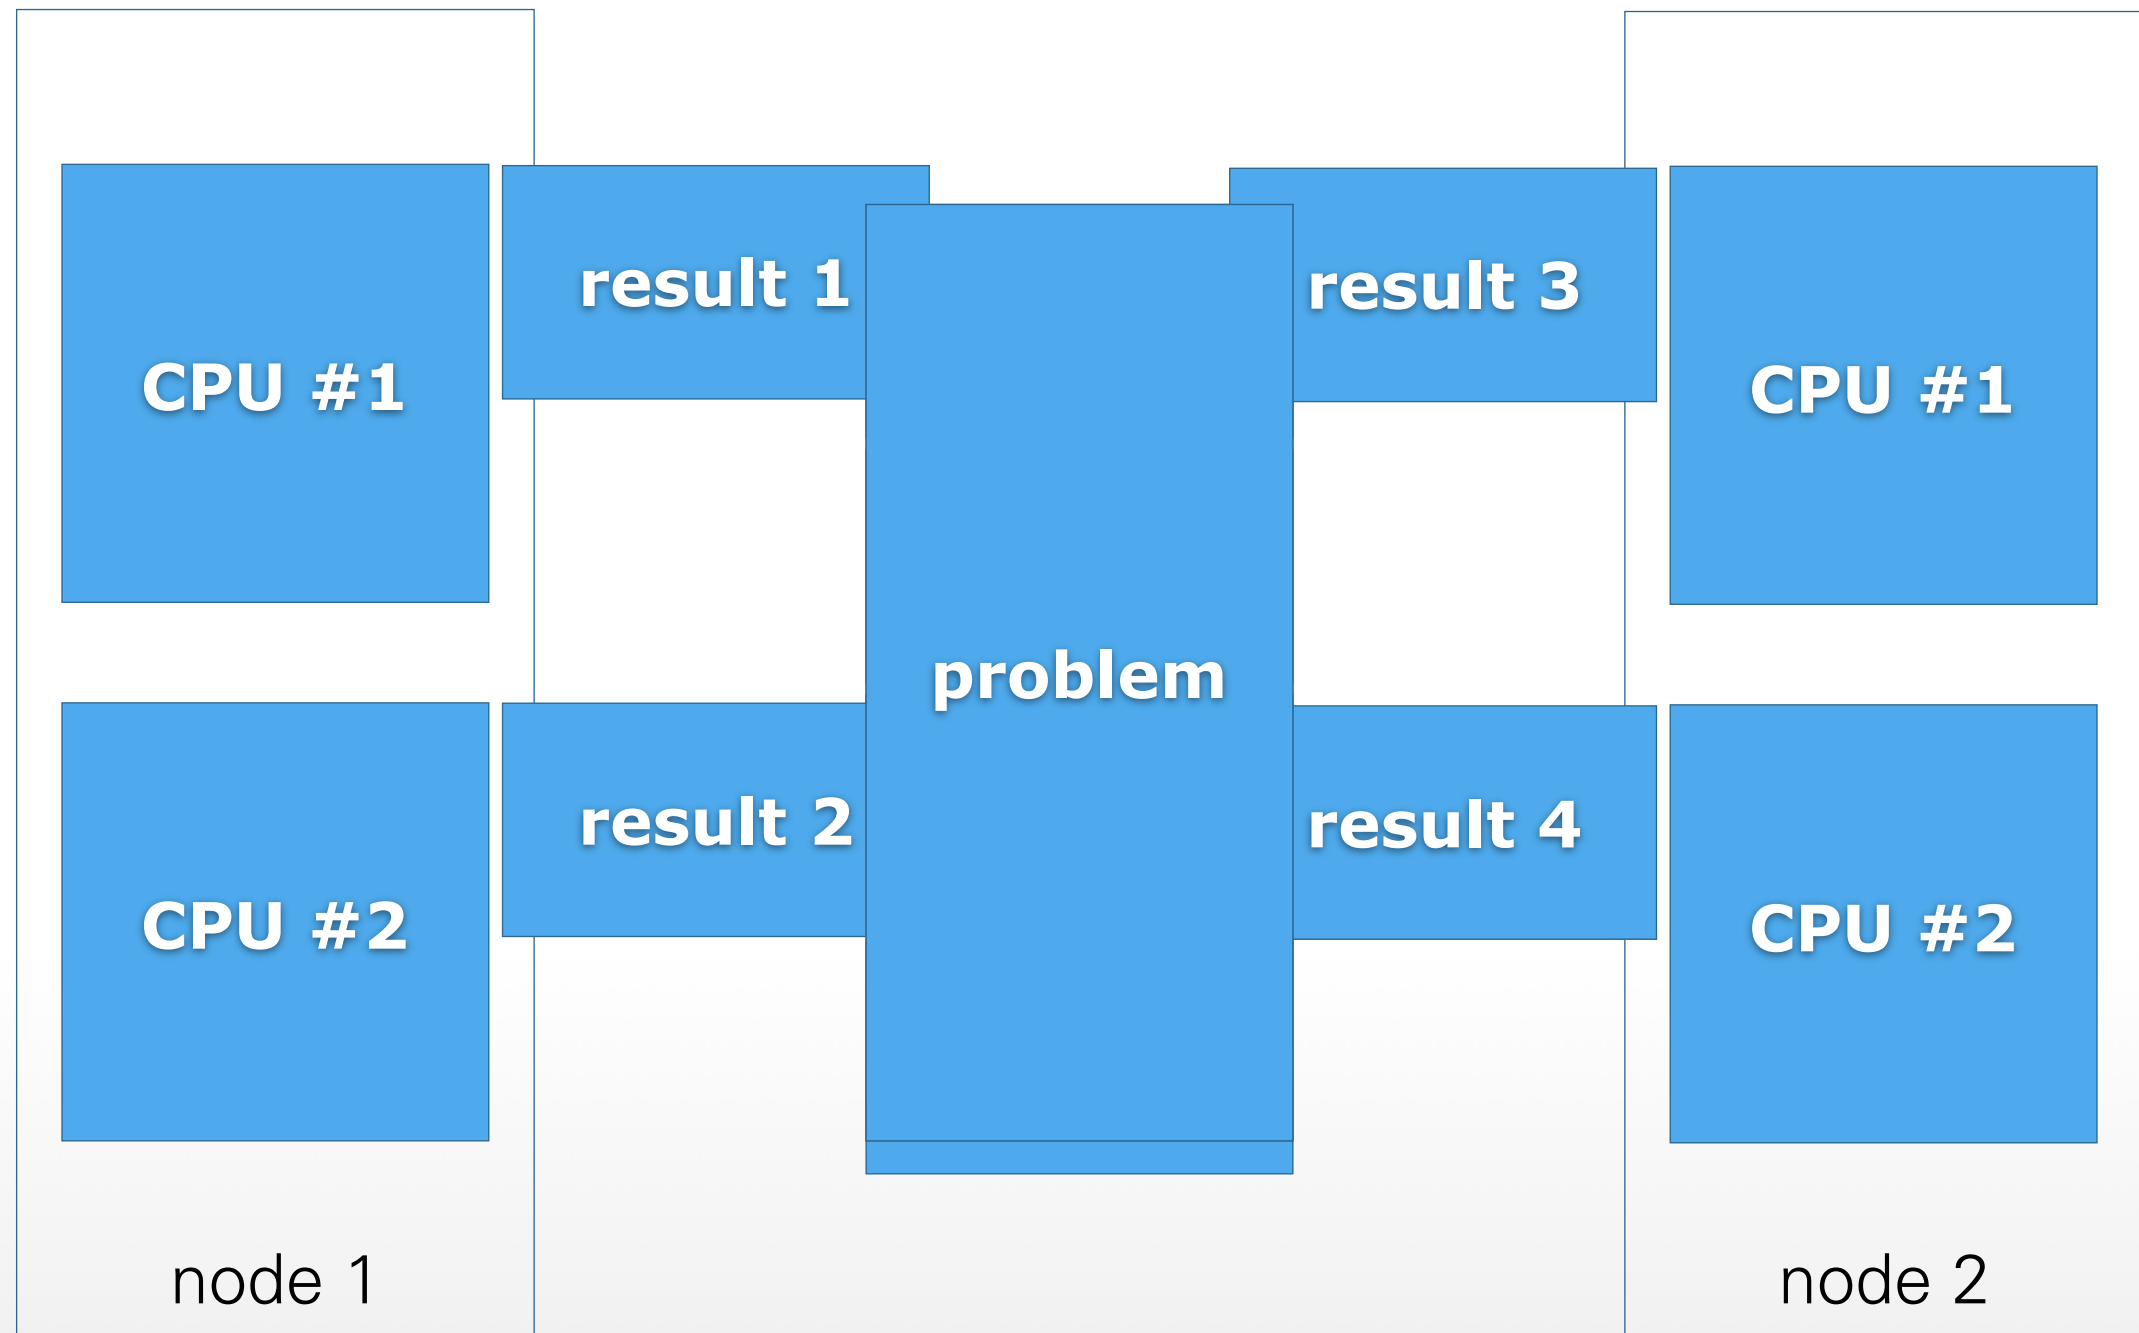 result 1
result 3
CPU #1
CPU #1
problem
result 2
result 4
CPU #2
CPU #2
node 1
node 2